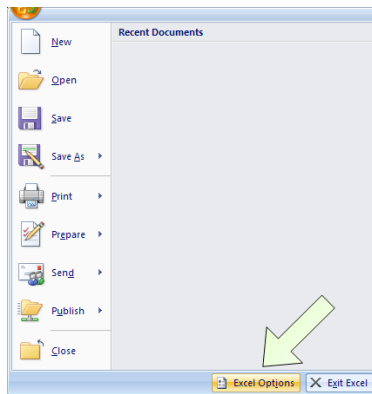 Recent Documents
New
Open
Save
Save As
Print
Prepare
Send
Publish
Close
Excel Options
Exit Excel